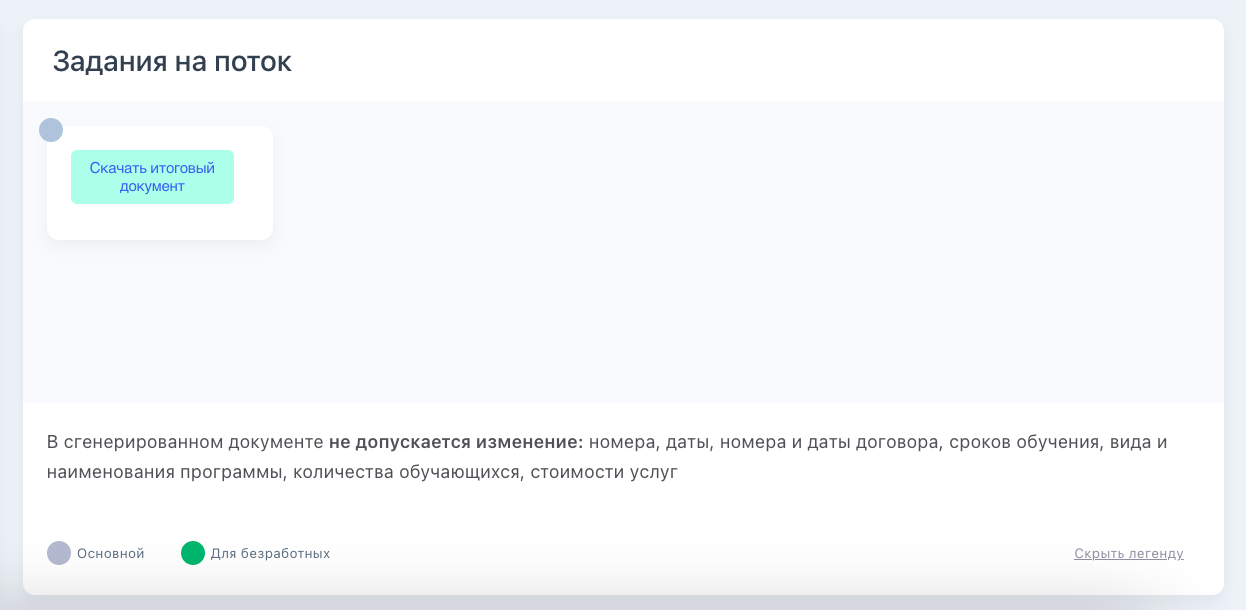 Задания на поток
Скачать итоговый
документ
В сгенерированном документе не допускается изменение: номера, даты, номера и даты договора, сроков обучения, вида и
наименования программы, количества обучающихся, стоимости услуг
Основной
Для безработных
Скрыть легенду